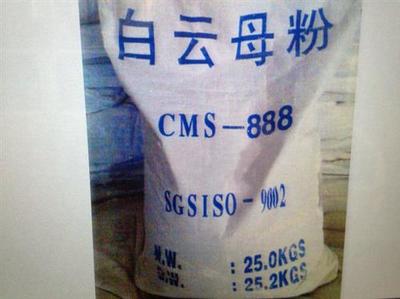 白云母粉
CMS-888
SGSISO-9002
N.W. : 25.0KGS
G.W. : 25.2KGS